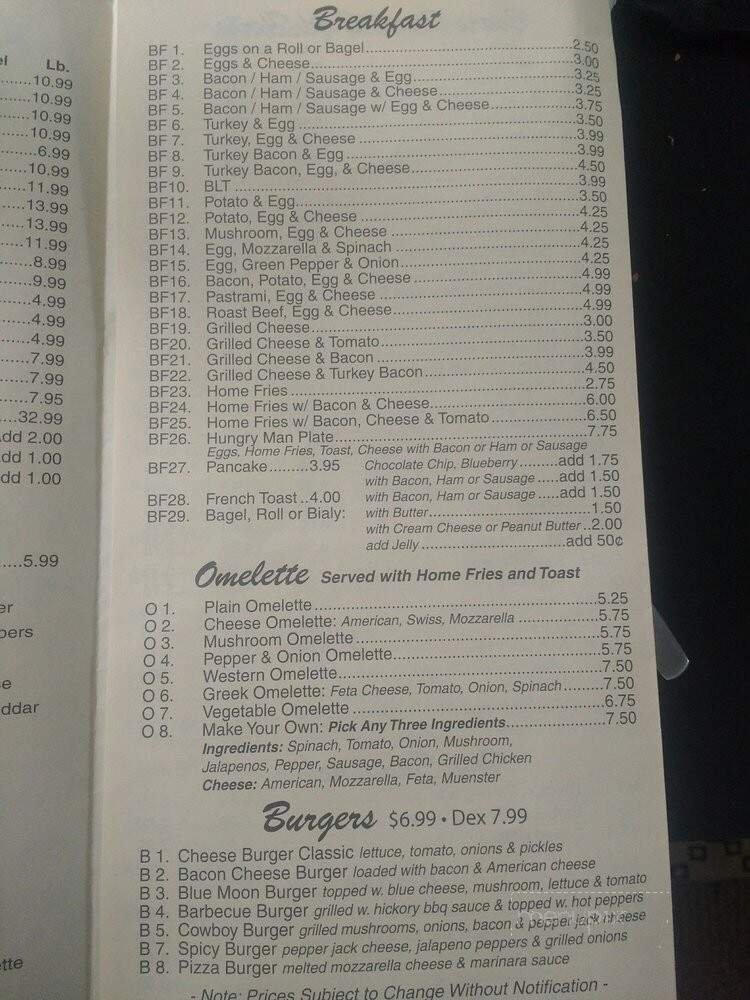 el
Lb.
10.99
10.99
10.99
10.99
6.99
10.99
11.99
13.99
13.99
11.99
8.99
9.99
4.99
4.99
4.99
7.99
7.99
7.95
32.99
dd 2.00
dd 1.00
dd 1.00
5.99
er
pers
se
ddar
ette
Breakfast
BF 1. Eggs on a Roll or Bagel 2.50
BF 2. Eggs & Cheese 3.00
BF 3. Bacon / Ham / Sausage & Egg 3.25
BF 4. Bacon / Ham / Sausage & Cheese 3.25
BF 5. Bacon / Ham / Sausage w/ Egg & Cheese 3.75
BF 6. Turkey & Egg 3.50
BF 7. Turkey, Egg & Cheese 3.99
BF 8. Turkey Bacon & Egg 3.99
BF 9. Turkey Bacon, Egg, & Cheese 4.50
BF10. BLT 3.99
BF11. Potato & Egg 3.50
BF12. Potato, Egg & Cheese 4.25
BF13. Mushroom, Egg & Cheese 4.25
BF14. Egg, Mozzarella & Spinach 4.25
BF15. Egg, Green Pepper & Onion 4.25
BF16. Bacon, Potato, Egg & Cheese 4.99
BF17. Pastrami, Egg & Cheese 4.99
BF18. Roast Beef, Egg & Cheese 4.99
BF19. Grilled Cheese 3.00
BF20. Grilled Cheese & Tomato 3.50
BF21. Grilled Cheese & Bacon 3.99
BF22. Grilled Cheese & Turkey Bacon 4.50
BF23. Home Fries 2.75
BF24. Home Fries w/ Bacon & Cheese 6.00
BF25. Home Fries w/ Bacon, Cheese & Tomato 6.50
BF26. Hungry Man Plate 7.75
Eggs, Home Fries, Toast, Cheese with Bacon or Ham or Sausage
BF27. Pancake.........3.95 Chocolate Chip, Blueberry.........add 1.75
with Bacon, Ham or Sausage.....add 1.50
BF28. French Toast..4.00 with Bacon, Ham or Sausage.....add 1.50
BF29. Bagel, Roll or Bialy: with Butter 1.50
with Cream Cheese or Peanut Butter..2.00
add Jelly add 50¢
Omelette Served with Home Fries and Toast
O 1. Plain Omelette 5.25
O 2. Cheese Omelette: American, Swiss, Mozzarella 5.75
O 3. Mushroom Omelette 5.75
O 4. Pepper & Onion Omelette 5.75
O 5. Western Omelette 7.50
O 6. Greek Omelette: Feta Cheese, Tomato, Onion, Spinach 7.50
O 7. Vegetable Omelette 6.75
O 8. Make Your Own: Pick Any Three Ingredients 7.50
Ingredients: Spinach, Tomato, Onion, Mushroom,
Jalapenos, Pepper, Sausage, Bacon, Grilled Chicken
Cheese: American, Mozzarella, Feta, Muenster
Burgers $6.99 • Dex 7.99
B 1. Cheese Burger Classic lettuce, tomato, onions & pickles
B 2. Bacon Cheese Burger loaded with bacon & American cheese
B 3. Blue Moon Burger topped w. blue cheese, mushroom, lettuce & tomato
B 4. Barbecue Burger grilled w. hickory bbq sauce & topped w. hot peppers
B 5. Cowboy Burger grilled mushrooms, onions, bacon & pepper jack cheese
B 7. Spicy Burger pepper jack cheese, jalapeno peppers & grilled onions
B 8. Pizza Burger melted mozzarella cheese & marinara sauce
- Note: Prices Subject to Change Without Notification -